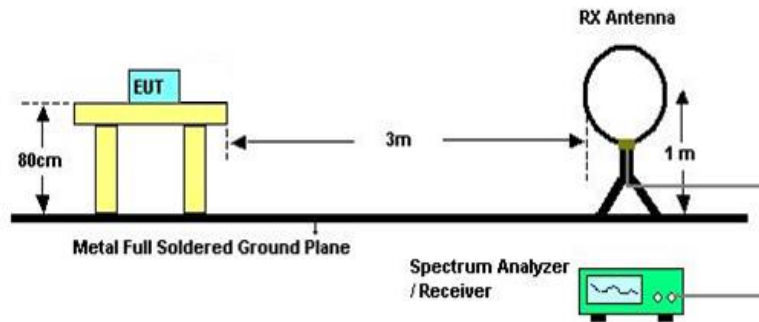 RX Antenna
EUT
3m
80cm
1 m
Metal Full Soldered Ground Plane
Spectrum Analyzer
/ Receiver